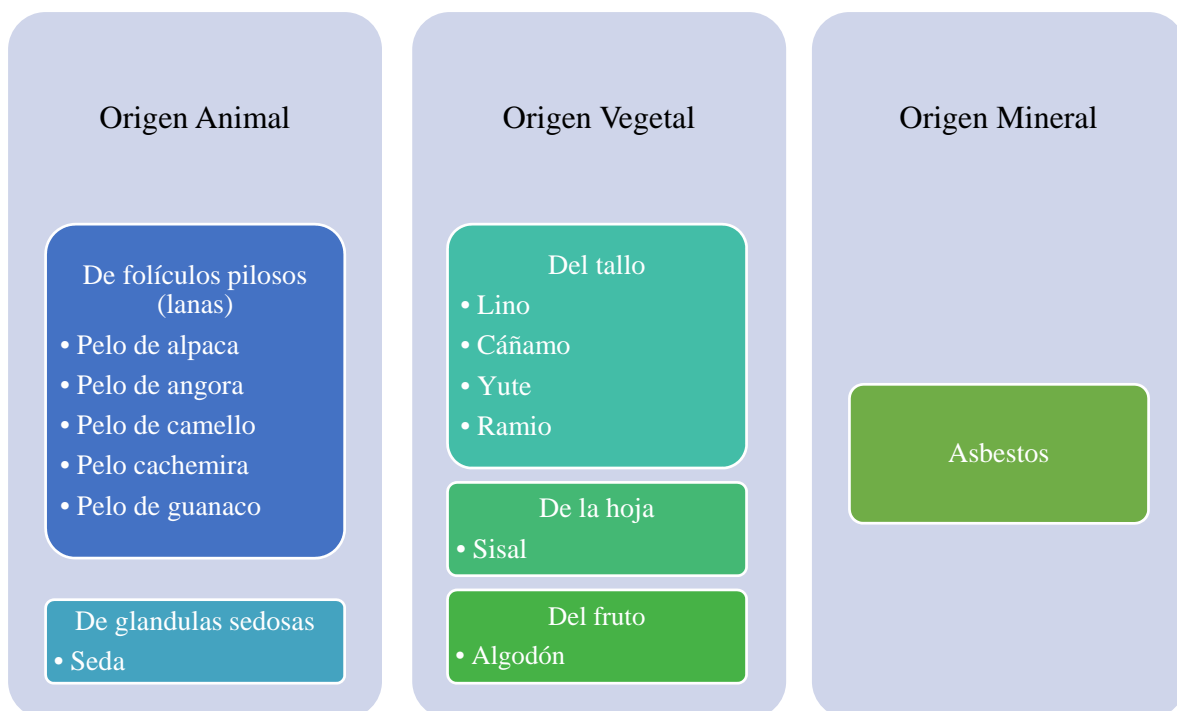 Origen Animal
De folículos pilosos
(lanas)
• Pelo de alpaca
• Pelo de angora
• Pelo de camello
• Pelo cachemira
• Pelo de guanaco
De glandulas sedosas
• Seda
Origen Vegetal
Del tallo
• Lino
• Cáñamo
• Yute
• Ramio
De la hoja
• Sisal
Del fruto
• Algodón
Origen Mineral
Asbestos